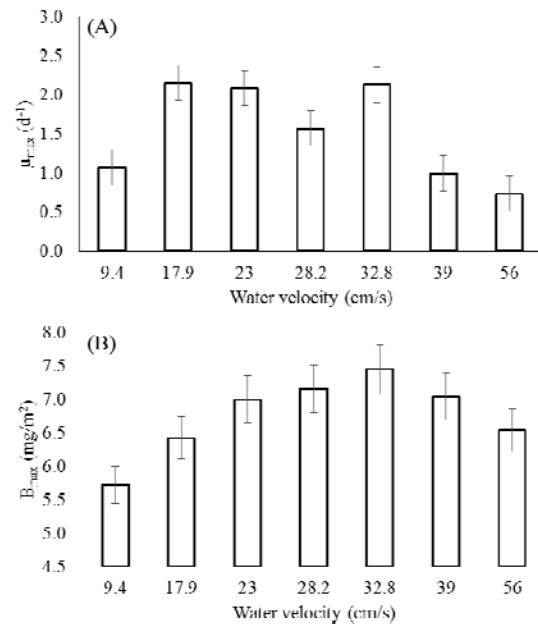 (A)
3.0
2.5
2.0
1.5
1.0
0.5
0.0
μmax (d-1)
9.4 17.9 23 28.2 32.8 39 56
Water velocity (cm/s)
(B)
8.0
7.5
7.0
6.5
6.0
5.5
5.0
4.5
Bmax (mg/m²)
9.4 17.9 23 28.2 32.8 39 56
Water velocity (cm/s)